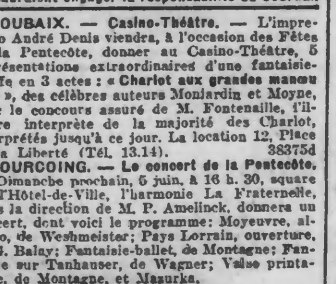 OUBAIX. — Casino-Théâtre. — L'impre-
o André Denis viendra, à l'occasion des Fêtes
la Pentecôte, donner au Casino-Théâtre, 5
résentations extraordinaires d'une fantaisie-
ffe en 3 actes : « Charlot aux grandes manœu
», des célèbres auteurs Monjardin et Moyne,
c le concours assuré de M. Fontenaille,
re interprète de la majorité des Charlot,
erprétés jusqu'à ce jour. La location 12, Place
a Liberté (Tél. 13.14). 38375d
OURCOING. — Le concert de la Pentecôte.
Dimanche prochain, 5 juin, à 16 h. 30, square
l'Hôtel-de-Ville, l'harmonie La Fraternelle,
s la direction de M. P. Amelinck, donnera un
cert, dont voici le programme: Moyeuvre, al-
o, de Weshmeister; Pays Lorrain, ouverture,
G. Balay; Fantaisie-ballet, de Montagne; Fan-
e sur Tanhauser, de Wagner; Valse printa-
e, de Montagne, et Mazurka.